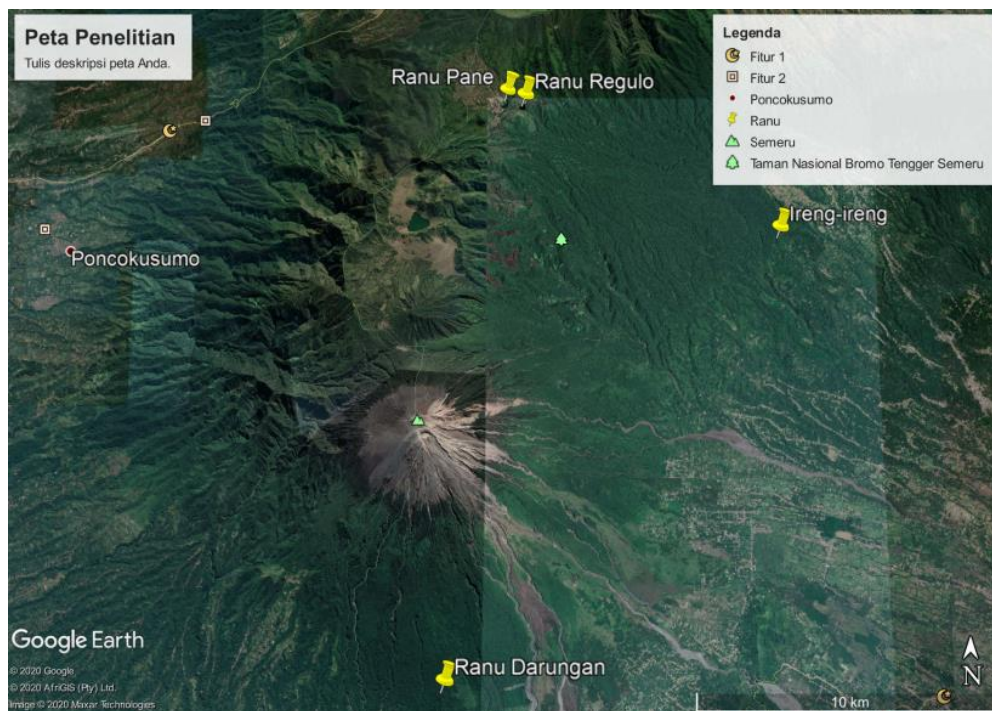 Peta Penelitian
Tulis deskripsi peta Anda.
Legenda
Fitur 1
Fitur 2
Poncokusumo
Ranu
Semeru
Taman Nasional Bromo Tengger Semeru
Ranu Pane
Ranu Regulo
Ireng-ireng
Poncokusumo
Ranu Darungan
Google Earth
© 2020 Google
© 2020 AfriGIS (Pty) Ltd.
Image © 2020 Maxar Technologies
10 km
N